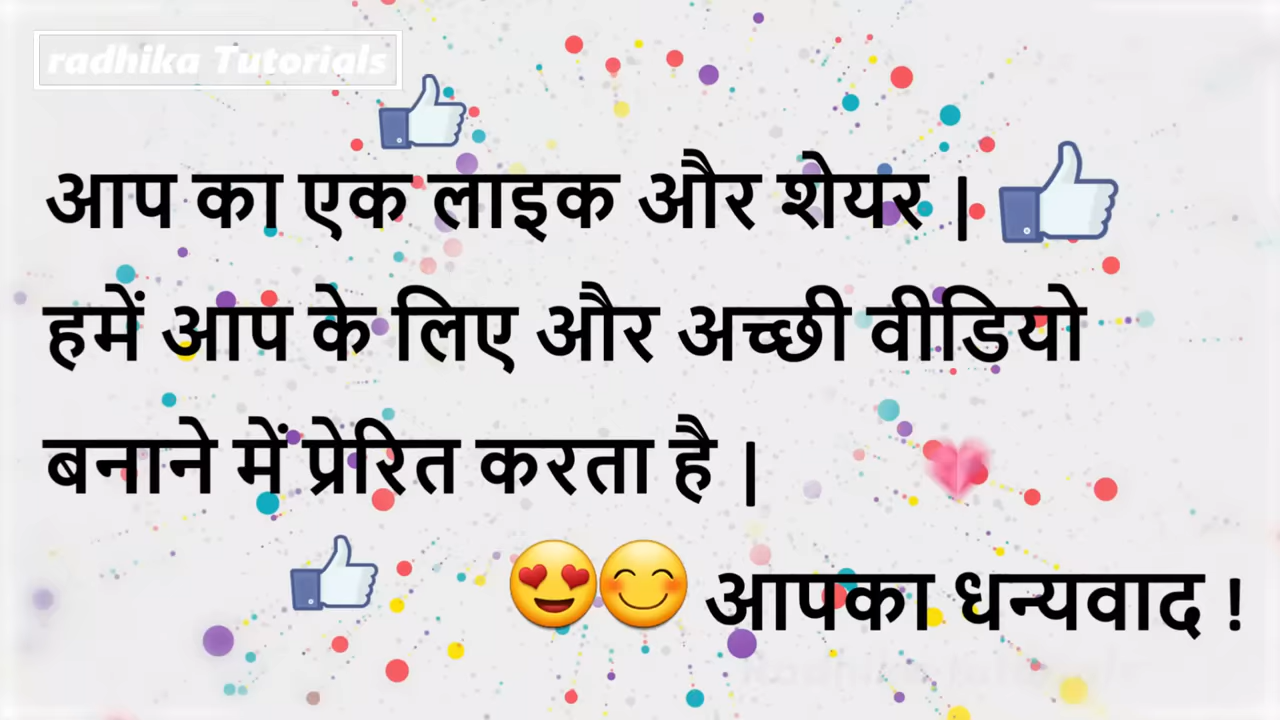 radhika Tutorials
आप का एक लाइक और शेयर |
हमें आप के लिए और अच्छी वीडियो
बनाने में प्रेरित करता है |
आपका धन्यवाद !